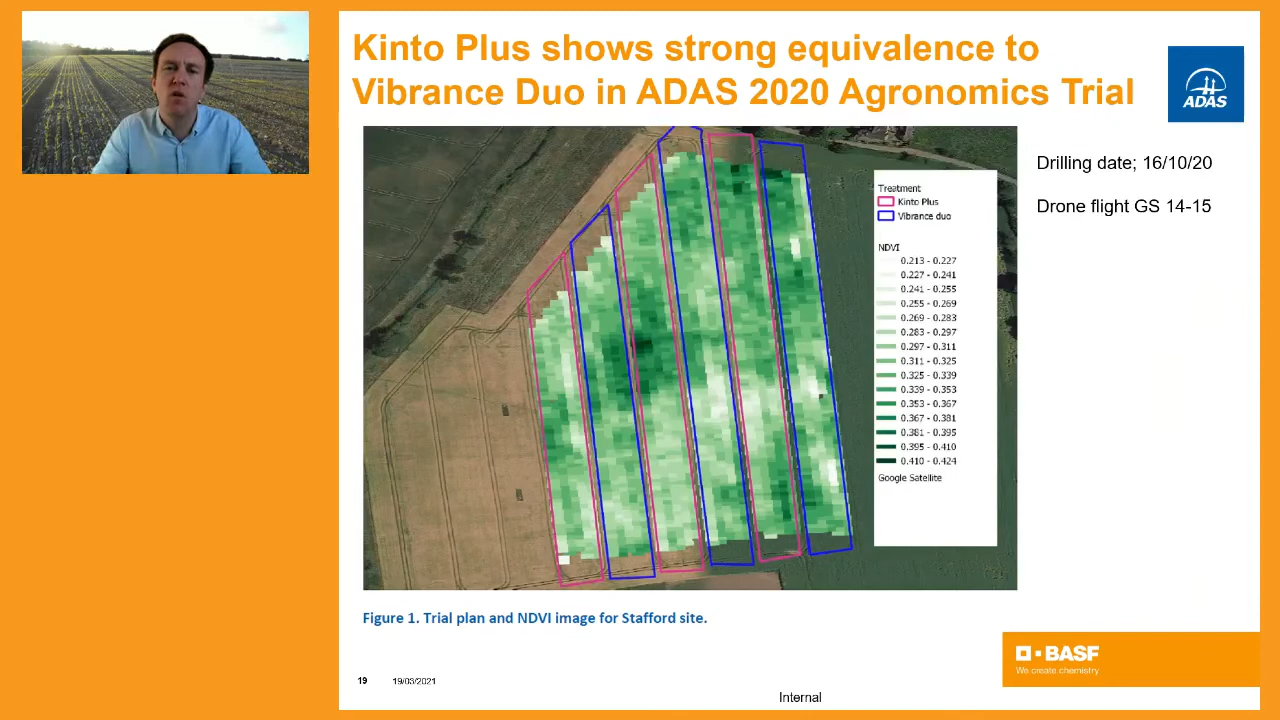 Kinto Plus shows strong equivalence to
Vibrance Duo in ADAS 2020 Agronomics Trial
ADAS
Drilling date; 16/10/20
Drone flight GS 14-15
Treatment
Kinto Plus
Vibrance duo
NDVI
0.213 - 0.227
0.227 - 0.241
0.241 - 0.255
0.255 - 0.269
0.269 - 0.283
0.283 - 0.297
0.297 - 0.311
0.311 - 0.325
0.325 - 0.339
0.339 - 0.353
0.353 - 0.367
0.367 - 0.381
0.381 - 0.395
0.395 - 0.410
0.410 - 0.424
Google Satellite
Figure 1. Trial plan and NDVI image for Stafford site.
BASF
We create chemistry
19 19/03/2021
Internal